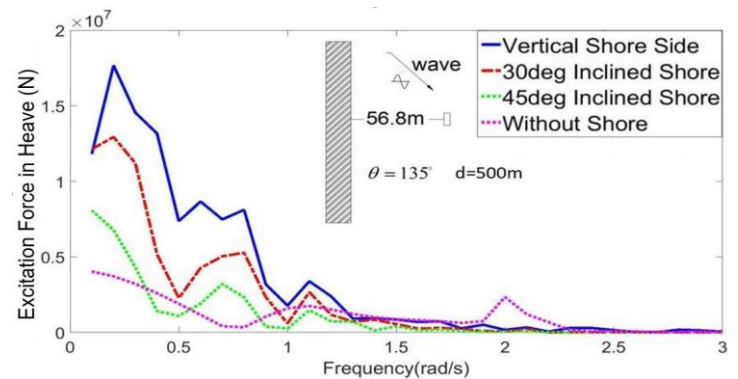 ×10⁷
2
1.5
1
0.5
0
Excitation Force in Heave (N)
0 0.5 1 1.5 2 2.5 3
Frequency(rad/s)
wave
56.8m
θ = 135° d=500m
Vertical Shore Side
30deg Inclined Shore
45deg Inclined Shore
Without Shore